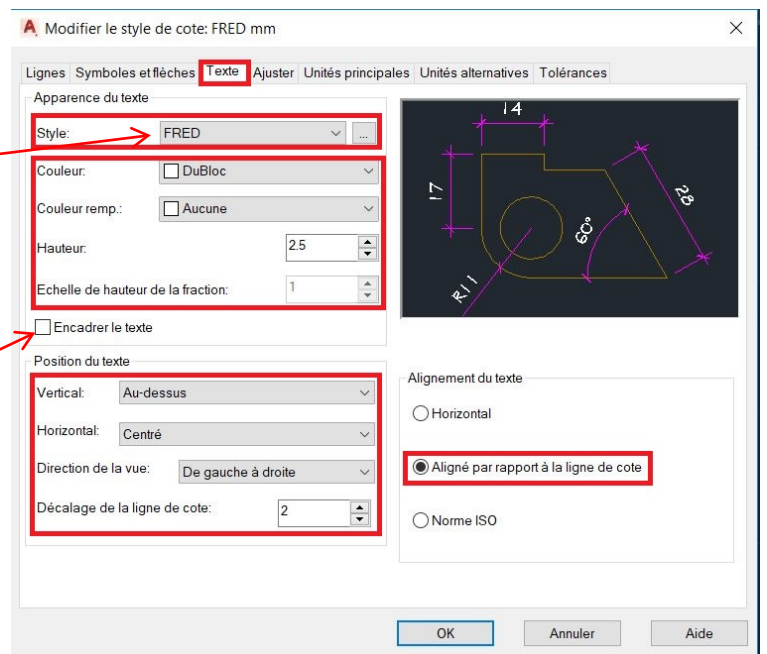 Modifier le style de cote: FRED mm
Lignes Symboles et flèches Texte Ajuster Unités principales Unités alternatives Tolérances
Apparence du texte
Style: FRED ...
Couleur: DuBloc
Couleur remp.: Aucune
Hauteur: 2.5
Echelle de hauteur de la fraction: 1
Encadrer le texte
14
17
28
60°
R11
Position du texte
Vertical: Au-dessus
Horizontal: Centré
Direction de la vue: De gauche à droite
Décalage de la ligne de cote: 2
Alignement du texte
Horizontal
Aligné par rapport à la ligne de cote
Norme ISO
OK Annuler Aide